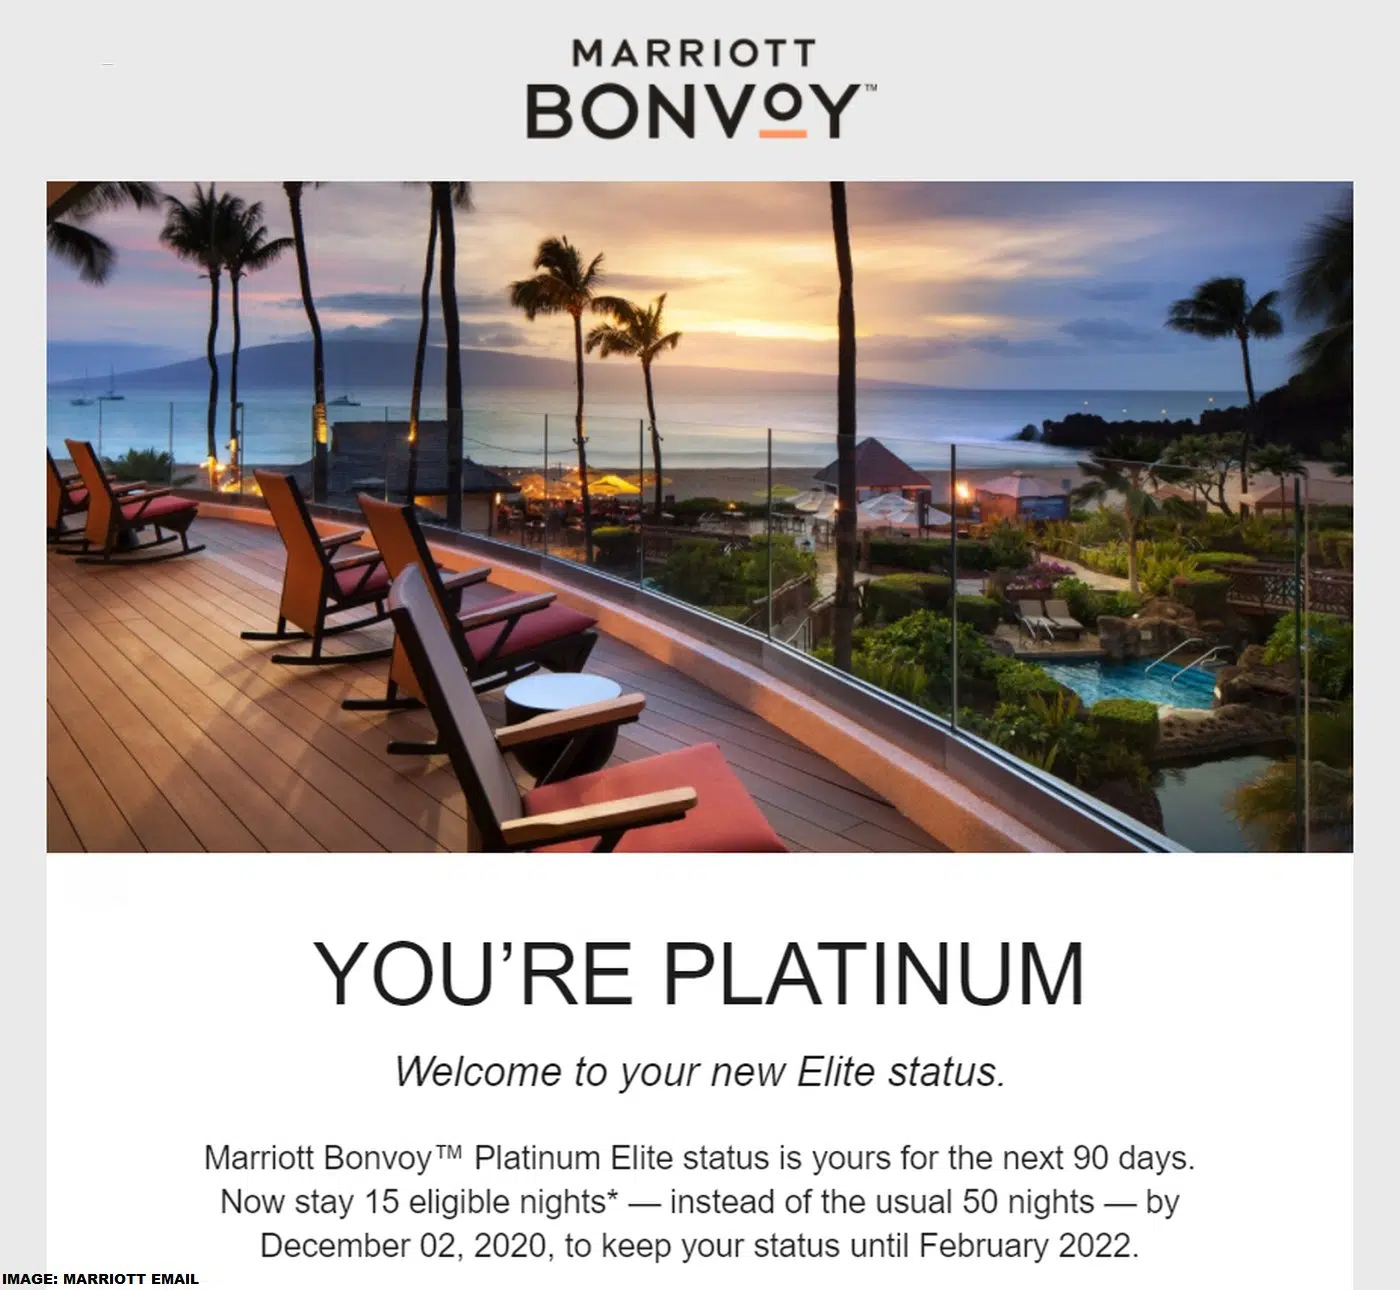 MARRIOTT
BONVOY™
YOU’RE PLATINUM
Welcome to your new Elite status.
Marriott Bonvoy™ Platinum Elite status is yours for the next 90 days.
Now stay 15 eligible nights* — instead of the usual 50 nights — by
December 02, 2020, to keep your status until February 2022.
IMAGE: MARRIOTT EMAIL